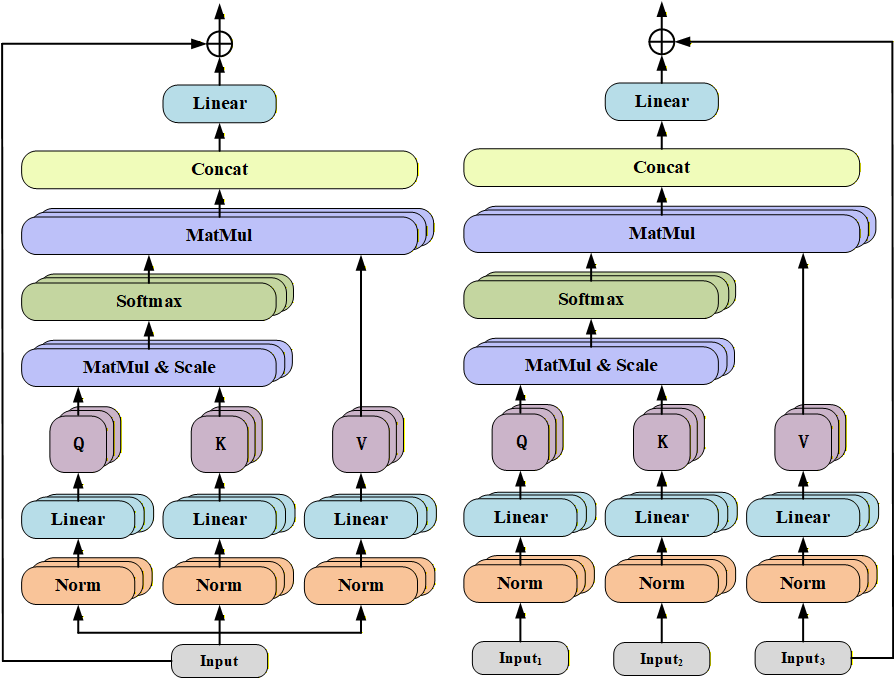 Linear
Concat
MatMul
Softmax
MatMul & Scale
Q K V
Linear Linear Linear
Norm Norm Norm
Input
Linear
Concat
MatMul
Softmax
MatMul & Scale
Q K V
Linear Linear Linear
Norm Norm Norm
Input₁ Input₂ Input₃